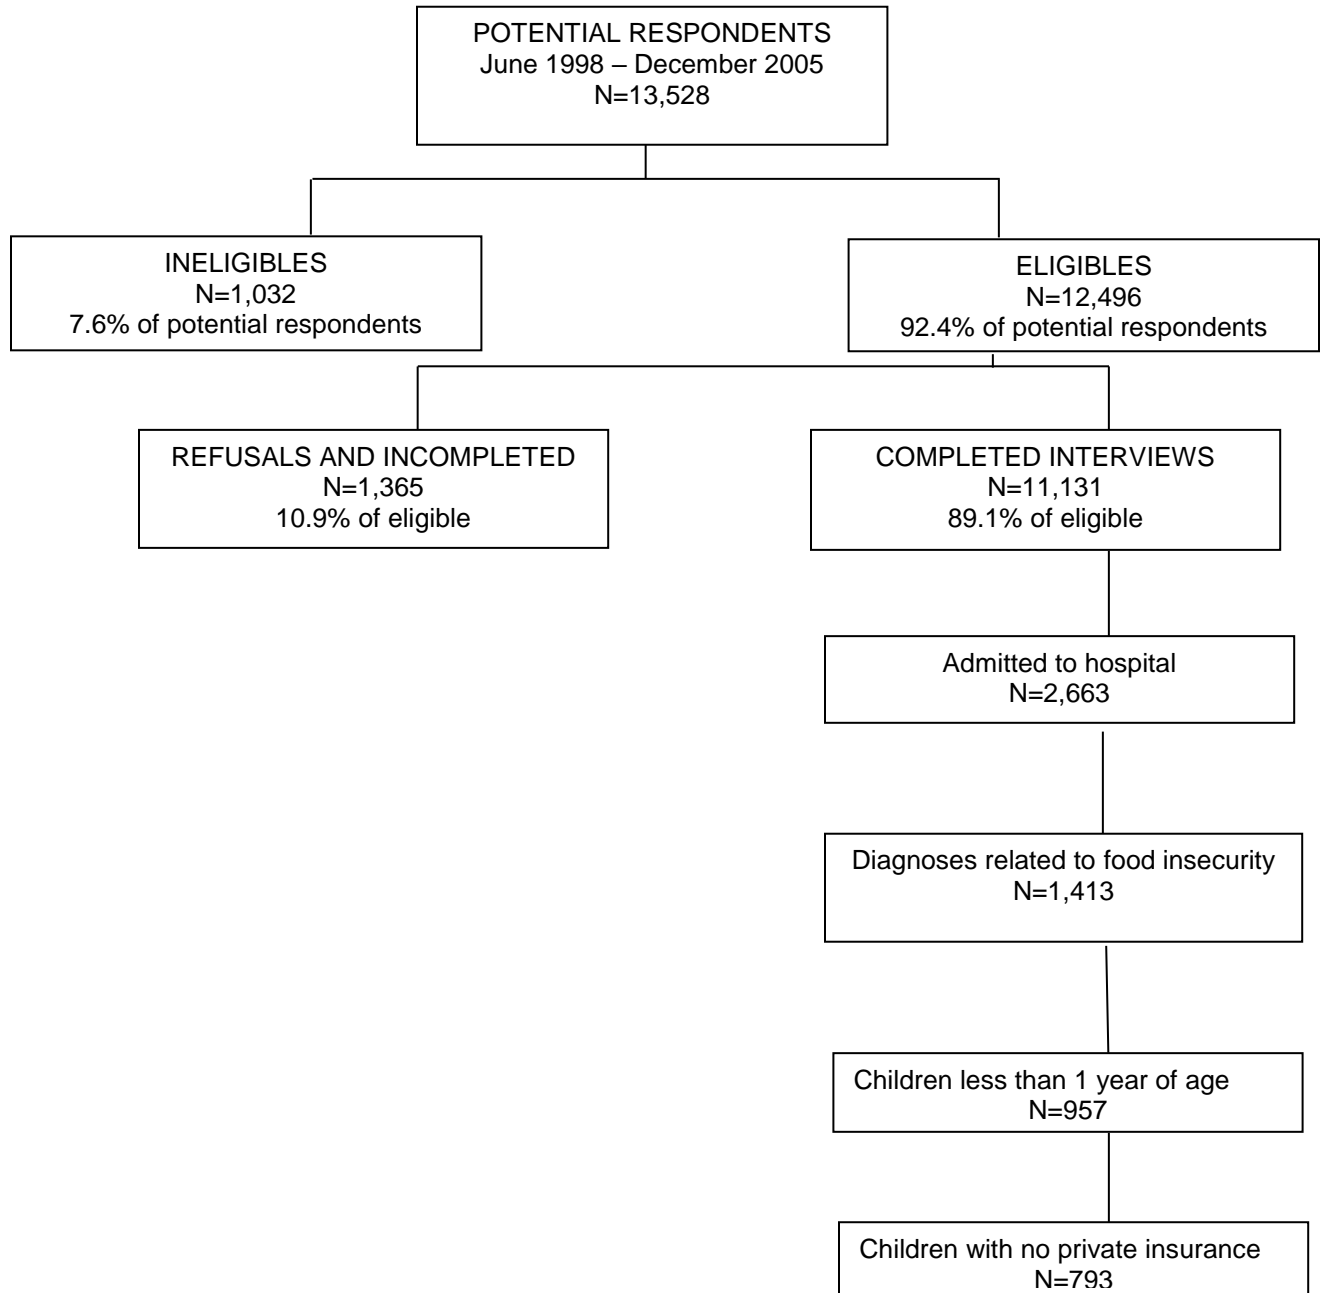 POTENTIAL RESPONDENTS
June 1998 – December 2005
N=13,528
INELIGIBLES
N=1,032
7.6% of potential respondents
ELIGIBLES
N=12,496
92.4% of potential respondents
REFUSALS AND INCOMPLETED
N=1,365
10.9% of eligible
COMPLETED INTERVIEWS
N=11,131
89.1% of eligible
Admitted to hospital
N=2,663
Diagnoses related to food insecurity
N=1,413
Children less than 1 year of age
N=957
Children with no private insurance
N=793